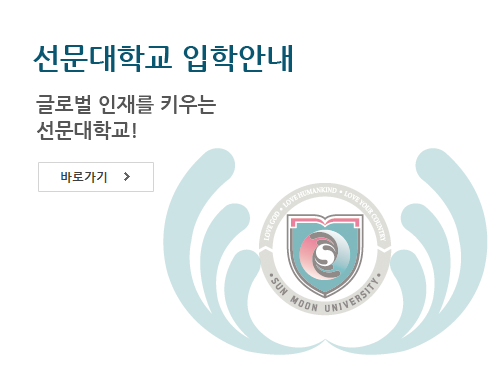 선문대학교 입학안내
글로벌 인재를 키우는
선문대학교!
바로가기 >
LOVE GOD • LOVE HUMANKIND • LOVE YOUR COUNTRY
• SUN MOON UNIVERSITY •